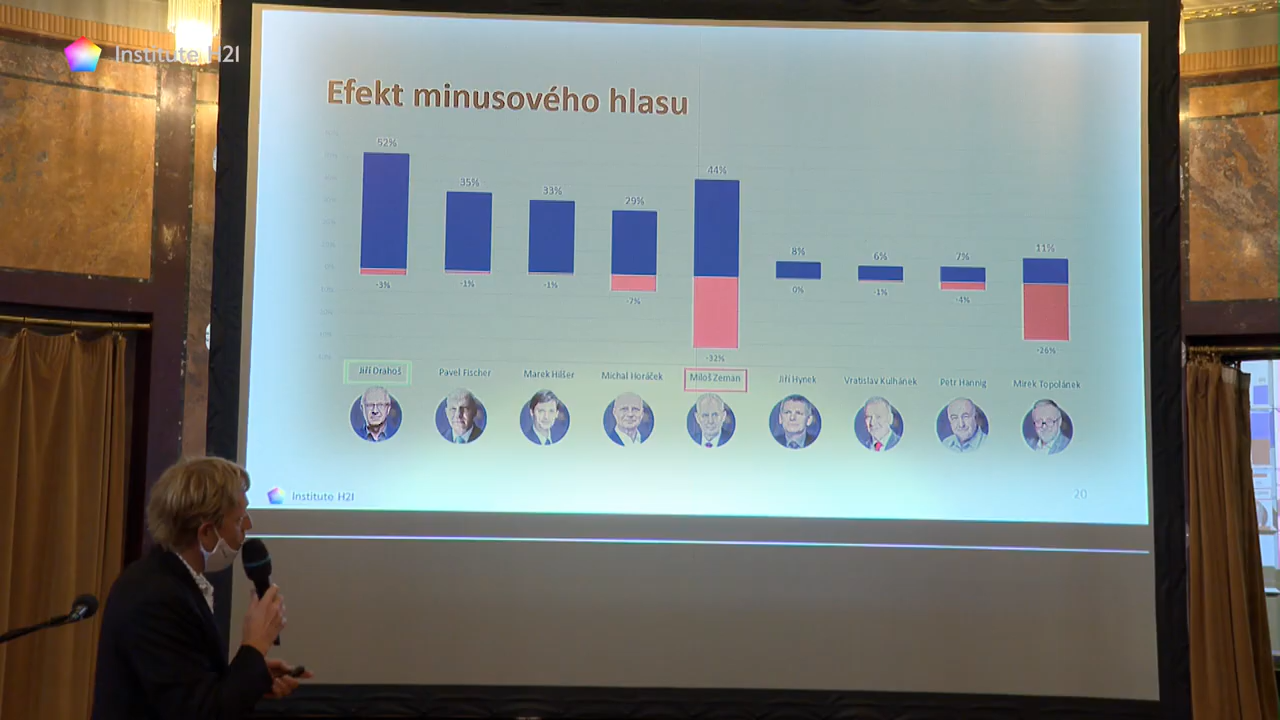 Institute H2I
Efekt minusového hlasu
52%
35%
33%
29%
44%
8%
6%
7%
11%
-3%
-1%
-1%
-7%
-32%
0%
-1%
-4%
-26%
Jiří Drahoš
Pavel Fischer
Marek Hilšer
Michal Horáček
Miloš Zeman
Jiří Hynek
Vratislav Kulhánek
Petr Hannig
Mirek Topolánek
Institute H2I
20